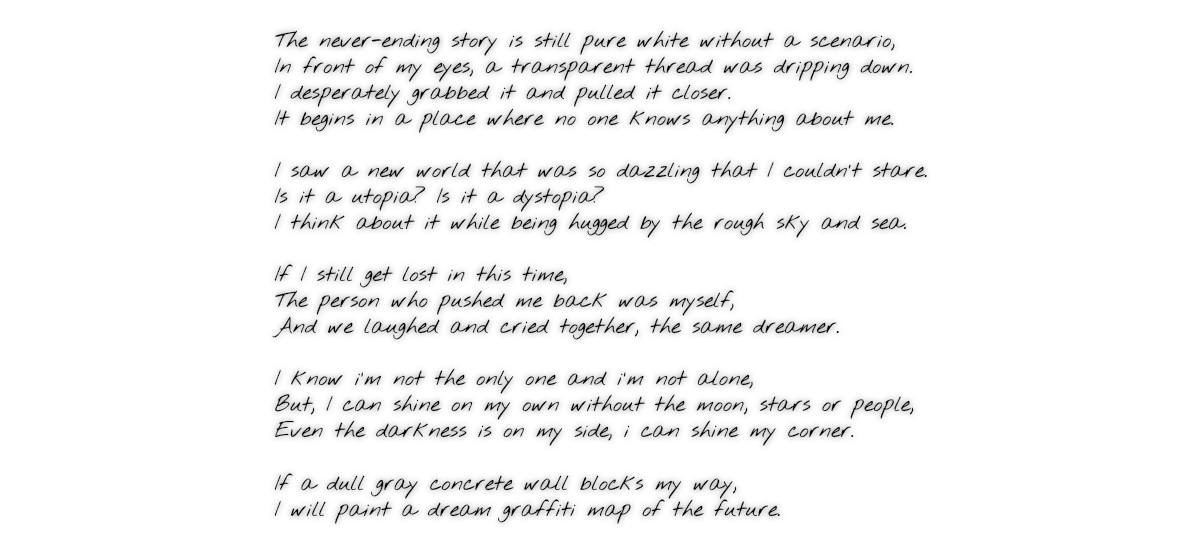 The never-ending story is still pure white without a scenario,
In front of my eyes, a transparent thread was dripping down.
I desperately grabbed it and pulled it closer.
It begins in a place where no one knows anything about me.
I saw a new world that was so dazzling that I couldn't stare.
Is it a utopia? Is it a dystopia?
I think about it while being hugged by the rough sky and sea.
If I still get lost in this time,
The person who pushed me back was myself,
And we laughed and cried together, the same dreamer.
I know i'm not the only one and i'm not alone,
But, I can shine on my own without the moon, stars or people,
Even the darkness is on my side, i can shine my corner.
If a dull gray concrete wall blocks my way,
I will paint a dream graffiti map of the future.